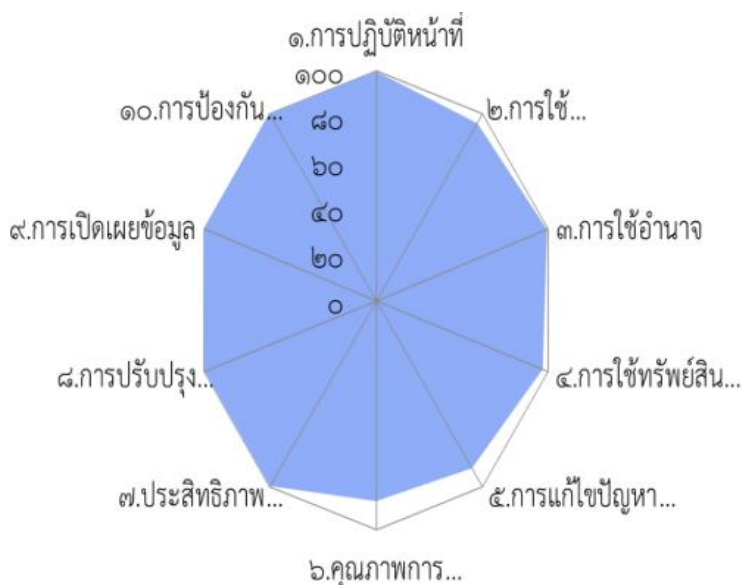 ๑.การปฏิบัติหน้าที่
๒.การใช้...
๓.การใช้อำนาจ
๔.การใช้ทรัพย์สิน...
๕.การแก้ไขปัญหา...
๖.คุณภาพการ...
๗.ประสิทธิภาพ...
๘.การปรับปรุง...
๙.การเปิดเผยข้อมูล
๑๐.การป้องกัน...
๑๐๐
๘๐
๖๐
๔๐
๒๐
๐